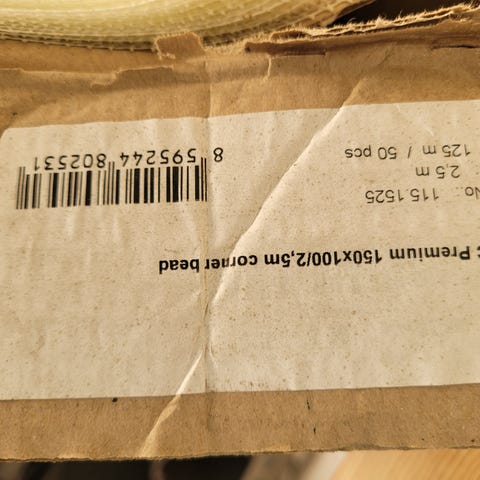 Premium 150x100/2,5m corner bead
No.: 115.1525
: 2,5 m
125 m / 50 pcs
8 595244 802531